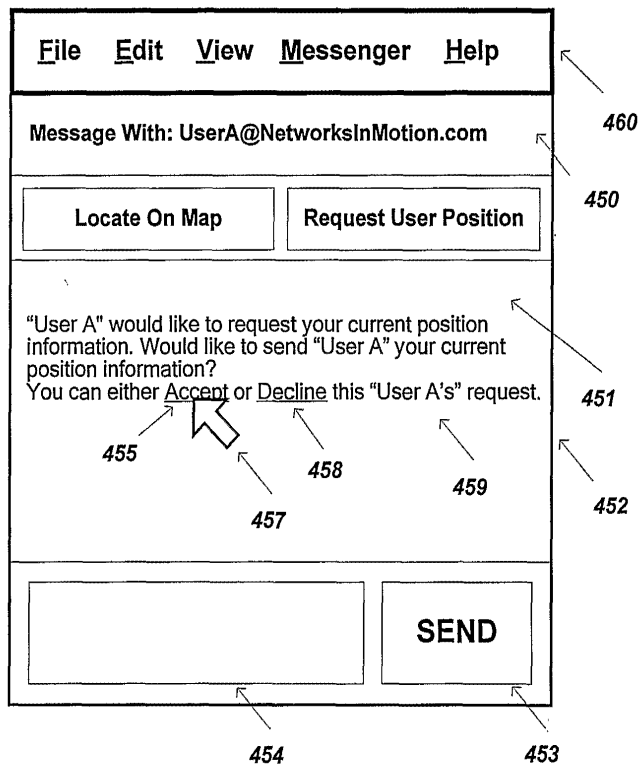 File Edit View Messenger Help
460
Message With: UserA@NetworksInMotion.com
450
Locate On Map Request User Position
"User A" would like to request your current position
information. Would like to send "User A" your current
position information?
You can either Accept or Decline this "User A's" request.
451
455 458 459 452
457
SEND
454 453